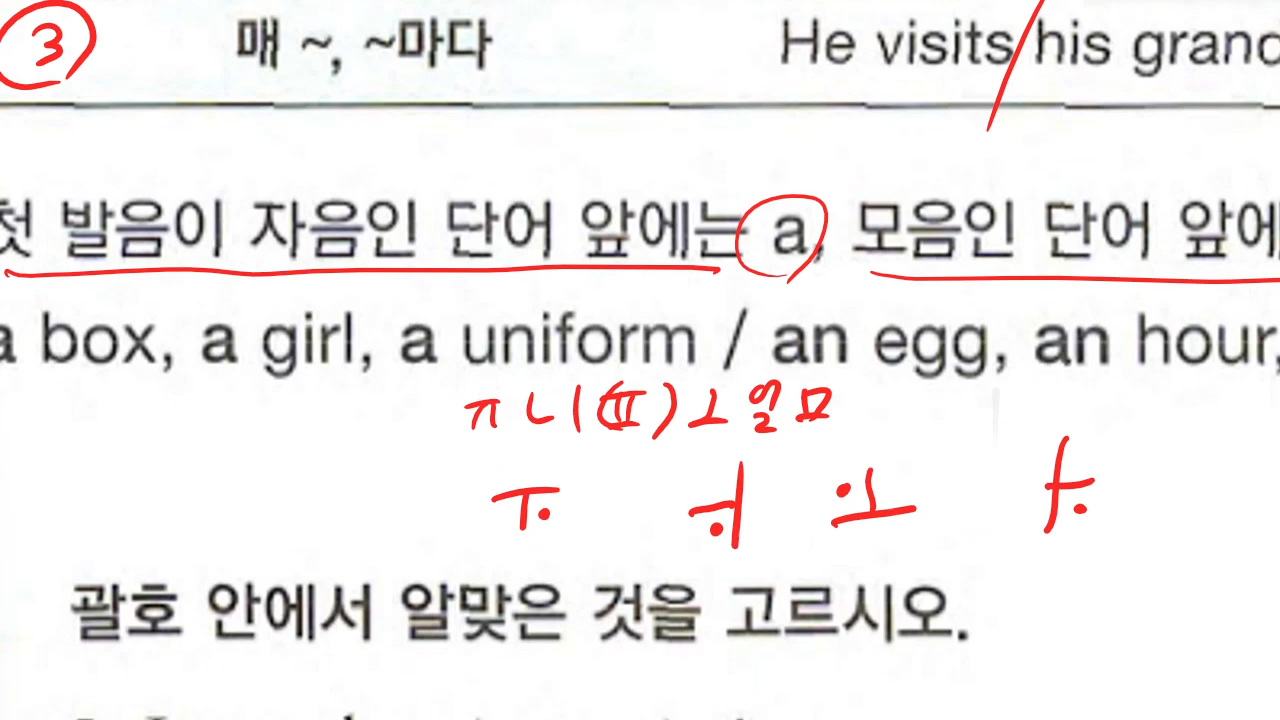 ③ 매 ~, ~마다 He visits his grand
첫 발음이 자음인 단어 앞에는 a, 모음인 단어 앞에
a box, a girl, a uniform / an egg, an hour,
괄호 안에서 알맞은 것을 고르시오.